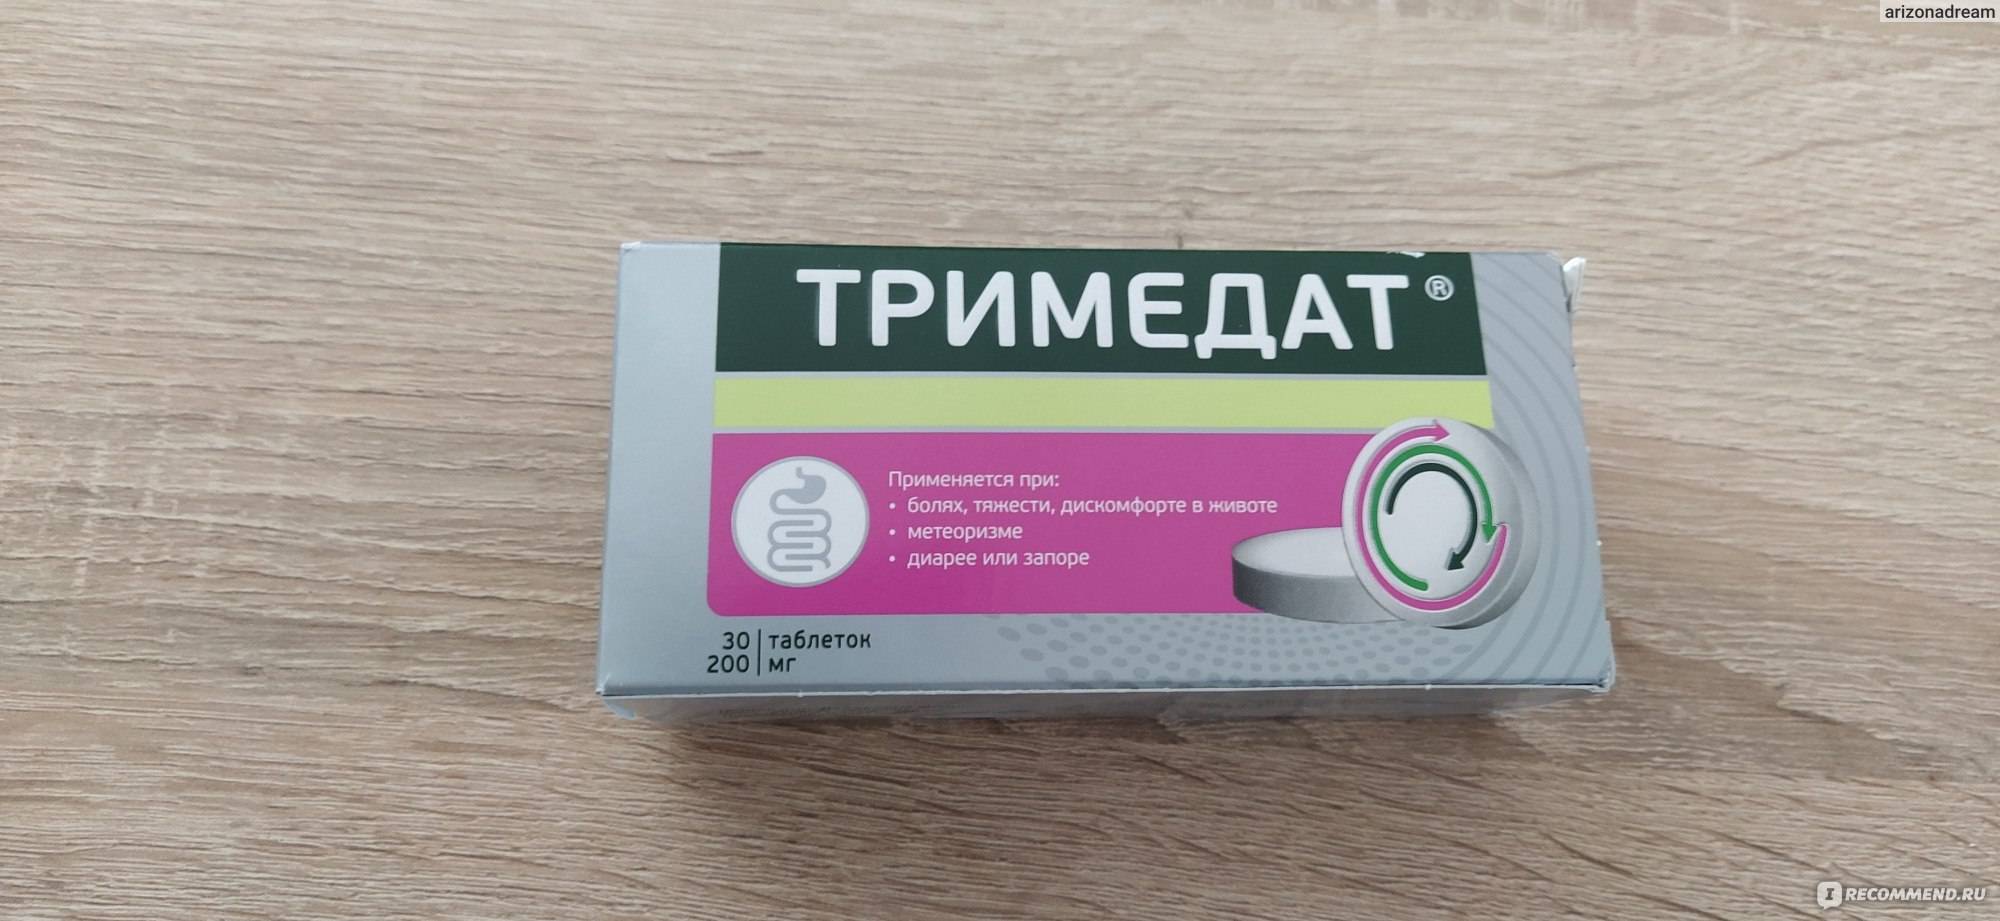 arizonadream
ТРИМЕДАТ®
Применяется при:
• болях, тяжести, дискомфорте в животе
• метеоризме
• диарее или запоре
30 таблеток
200 мг
I RECOMMEND.RU